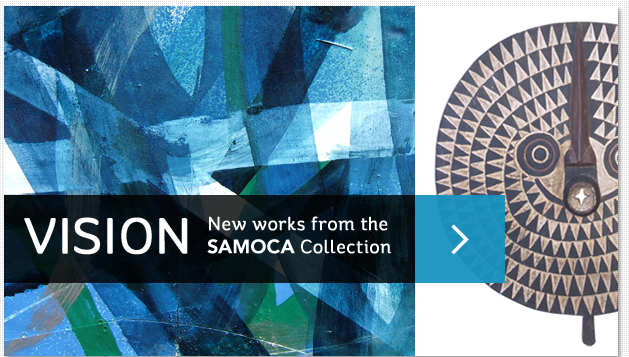 VISION
New works from the
SAMOCA Collection